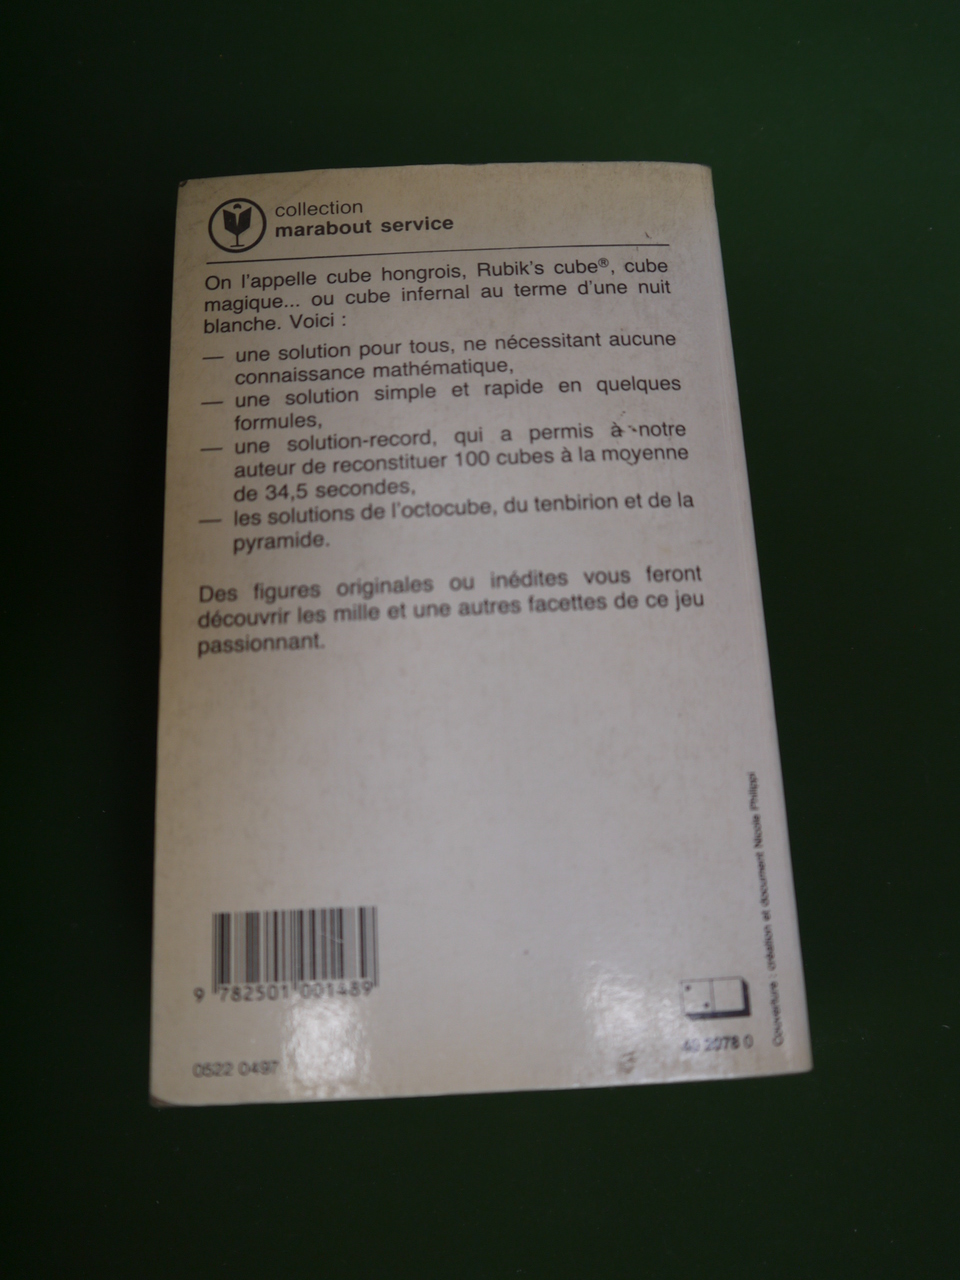 collection
marabout service
On l'appelle cube hongrois, Rubik's cube®, cube
magique... ou cube infernal au terme d'une nuit
blanche. Voici :
— une solution pour tous, ne nécessitant aucune
connaissance mathématique,
— une solution simple et rapide en quelques
formules,
— une solution-record, qui a permis à notre
auteur de reconstituer 100 cubes à la moyenne
de 34,5 secondes,
— les solutions de l'octocube, du tenbirion et de la
pyramide.
Des figures originales ou inédites vous feront
découvrir les mille et une autres facettes de ce jeu
passionnant.
Couverture : création et document Nicole Philippi
9 782501 001489
2078 0
0522 0497